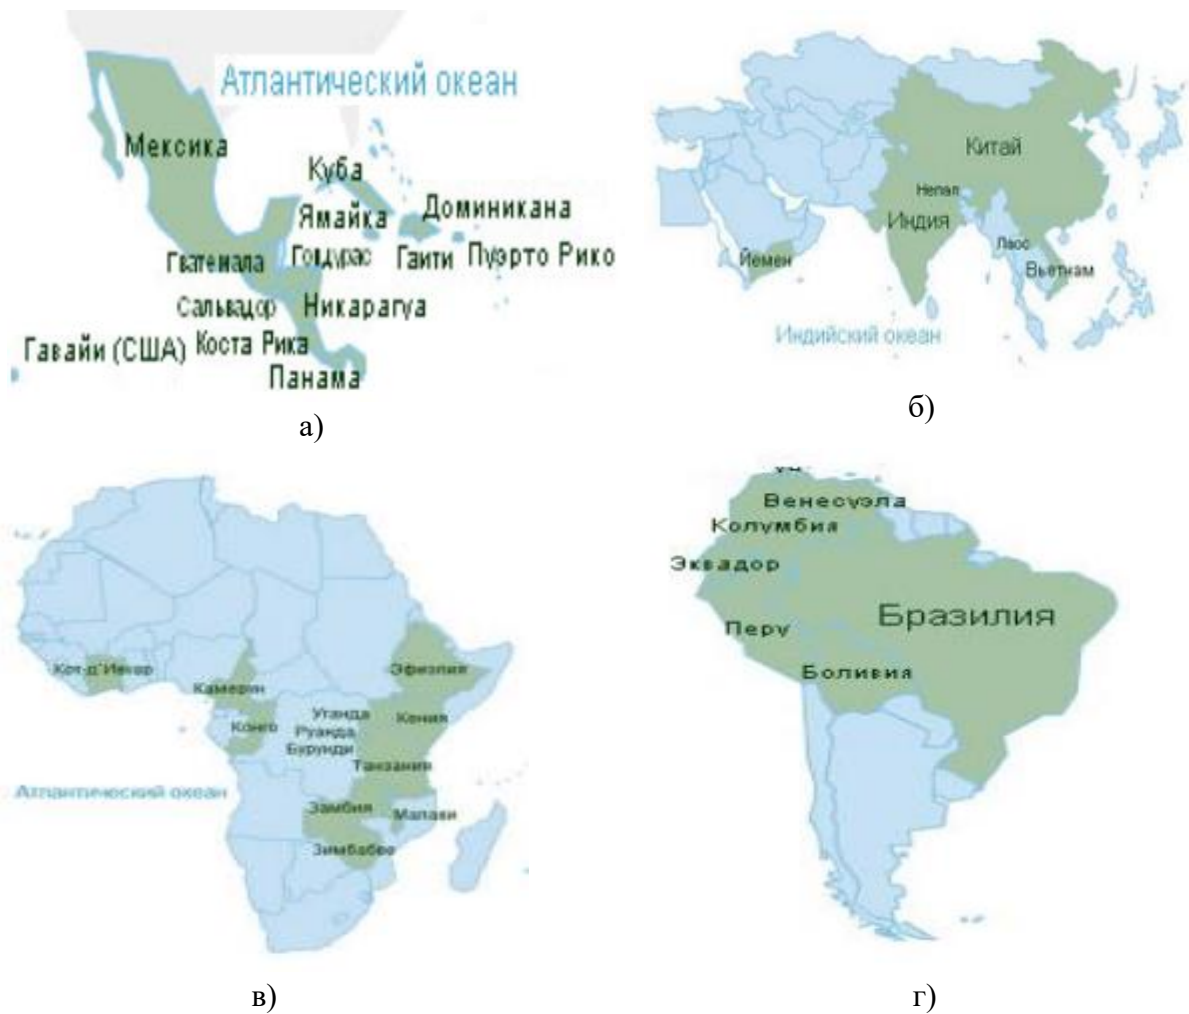 Атлантический океан
Мексика
Куба
Ямайка
Доминикана
Гватемала
Гондурас
Гаити
Пуэрто Рико
Сальвадор
Никарагуа
Гавайи (США)
Коста Рика
Панама
а)
Китай
Непал
Индия
Лаос
Йемен
Вьетнам
Индийский океан
б)
Кот-д'Ивуар
Эфиопия
Камерун
Уганда
Кения
Конго
Руанда
Бурунди
Танзания
Атлантический океан
Замбия
Малави
Зимбабве
в)
Венесуэла
Колумбия
Эквадор
Бразилия
Перу
Боливия
г)